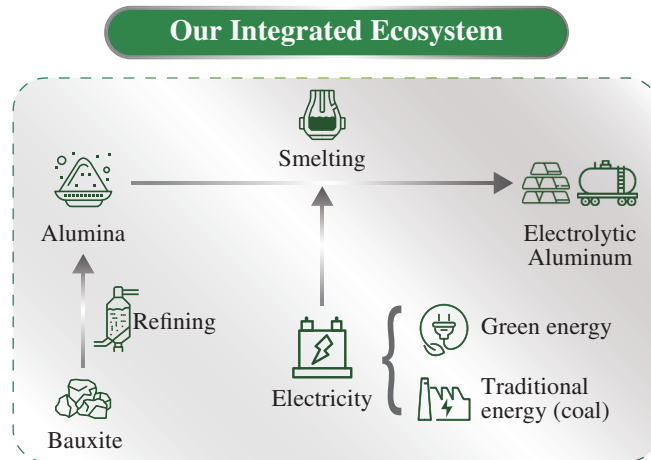 Our Integrated Ecosystem
Smelting
Alumina
Electrolytic
Aluminum
Refining
Green energy
Electricity
Traditional
energy (coal)
Bauxite